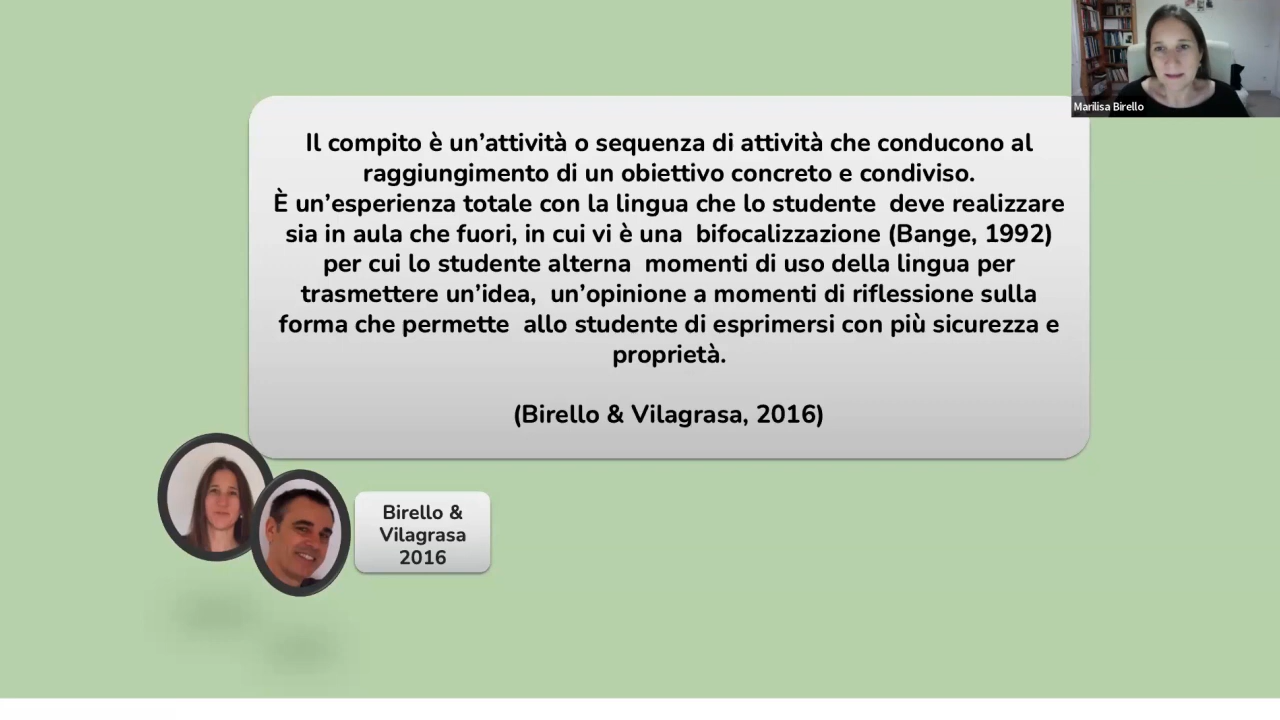 Marilisa Birello
Il compito è un’attività o sequenza di attività che conducono al
raggiungimento di un obiettivo concreto e condiviso.
È un’esperienza totale con la lingua che lo studente deve realizzare
sia in aula che fuori, in cui vi è una bifocalizzazione (Bange, 1992)
per cui lo studente alterna momenti di uso della lingua per
trasmettere un’idea, un’opinione a momenti di riflessione sulla
forma che permette allo studente di esprimersi con più sicurezza e
proprietà.
(Birello & Vilagrasa, 2016)
Birello &
Vilagrasa
2016